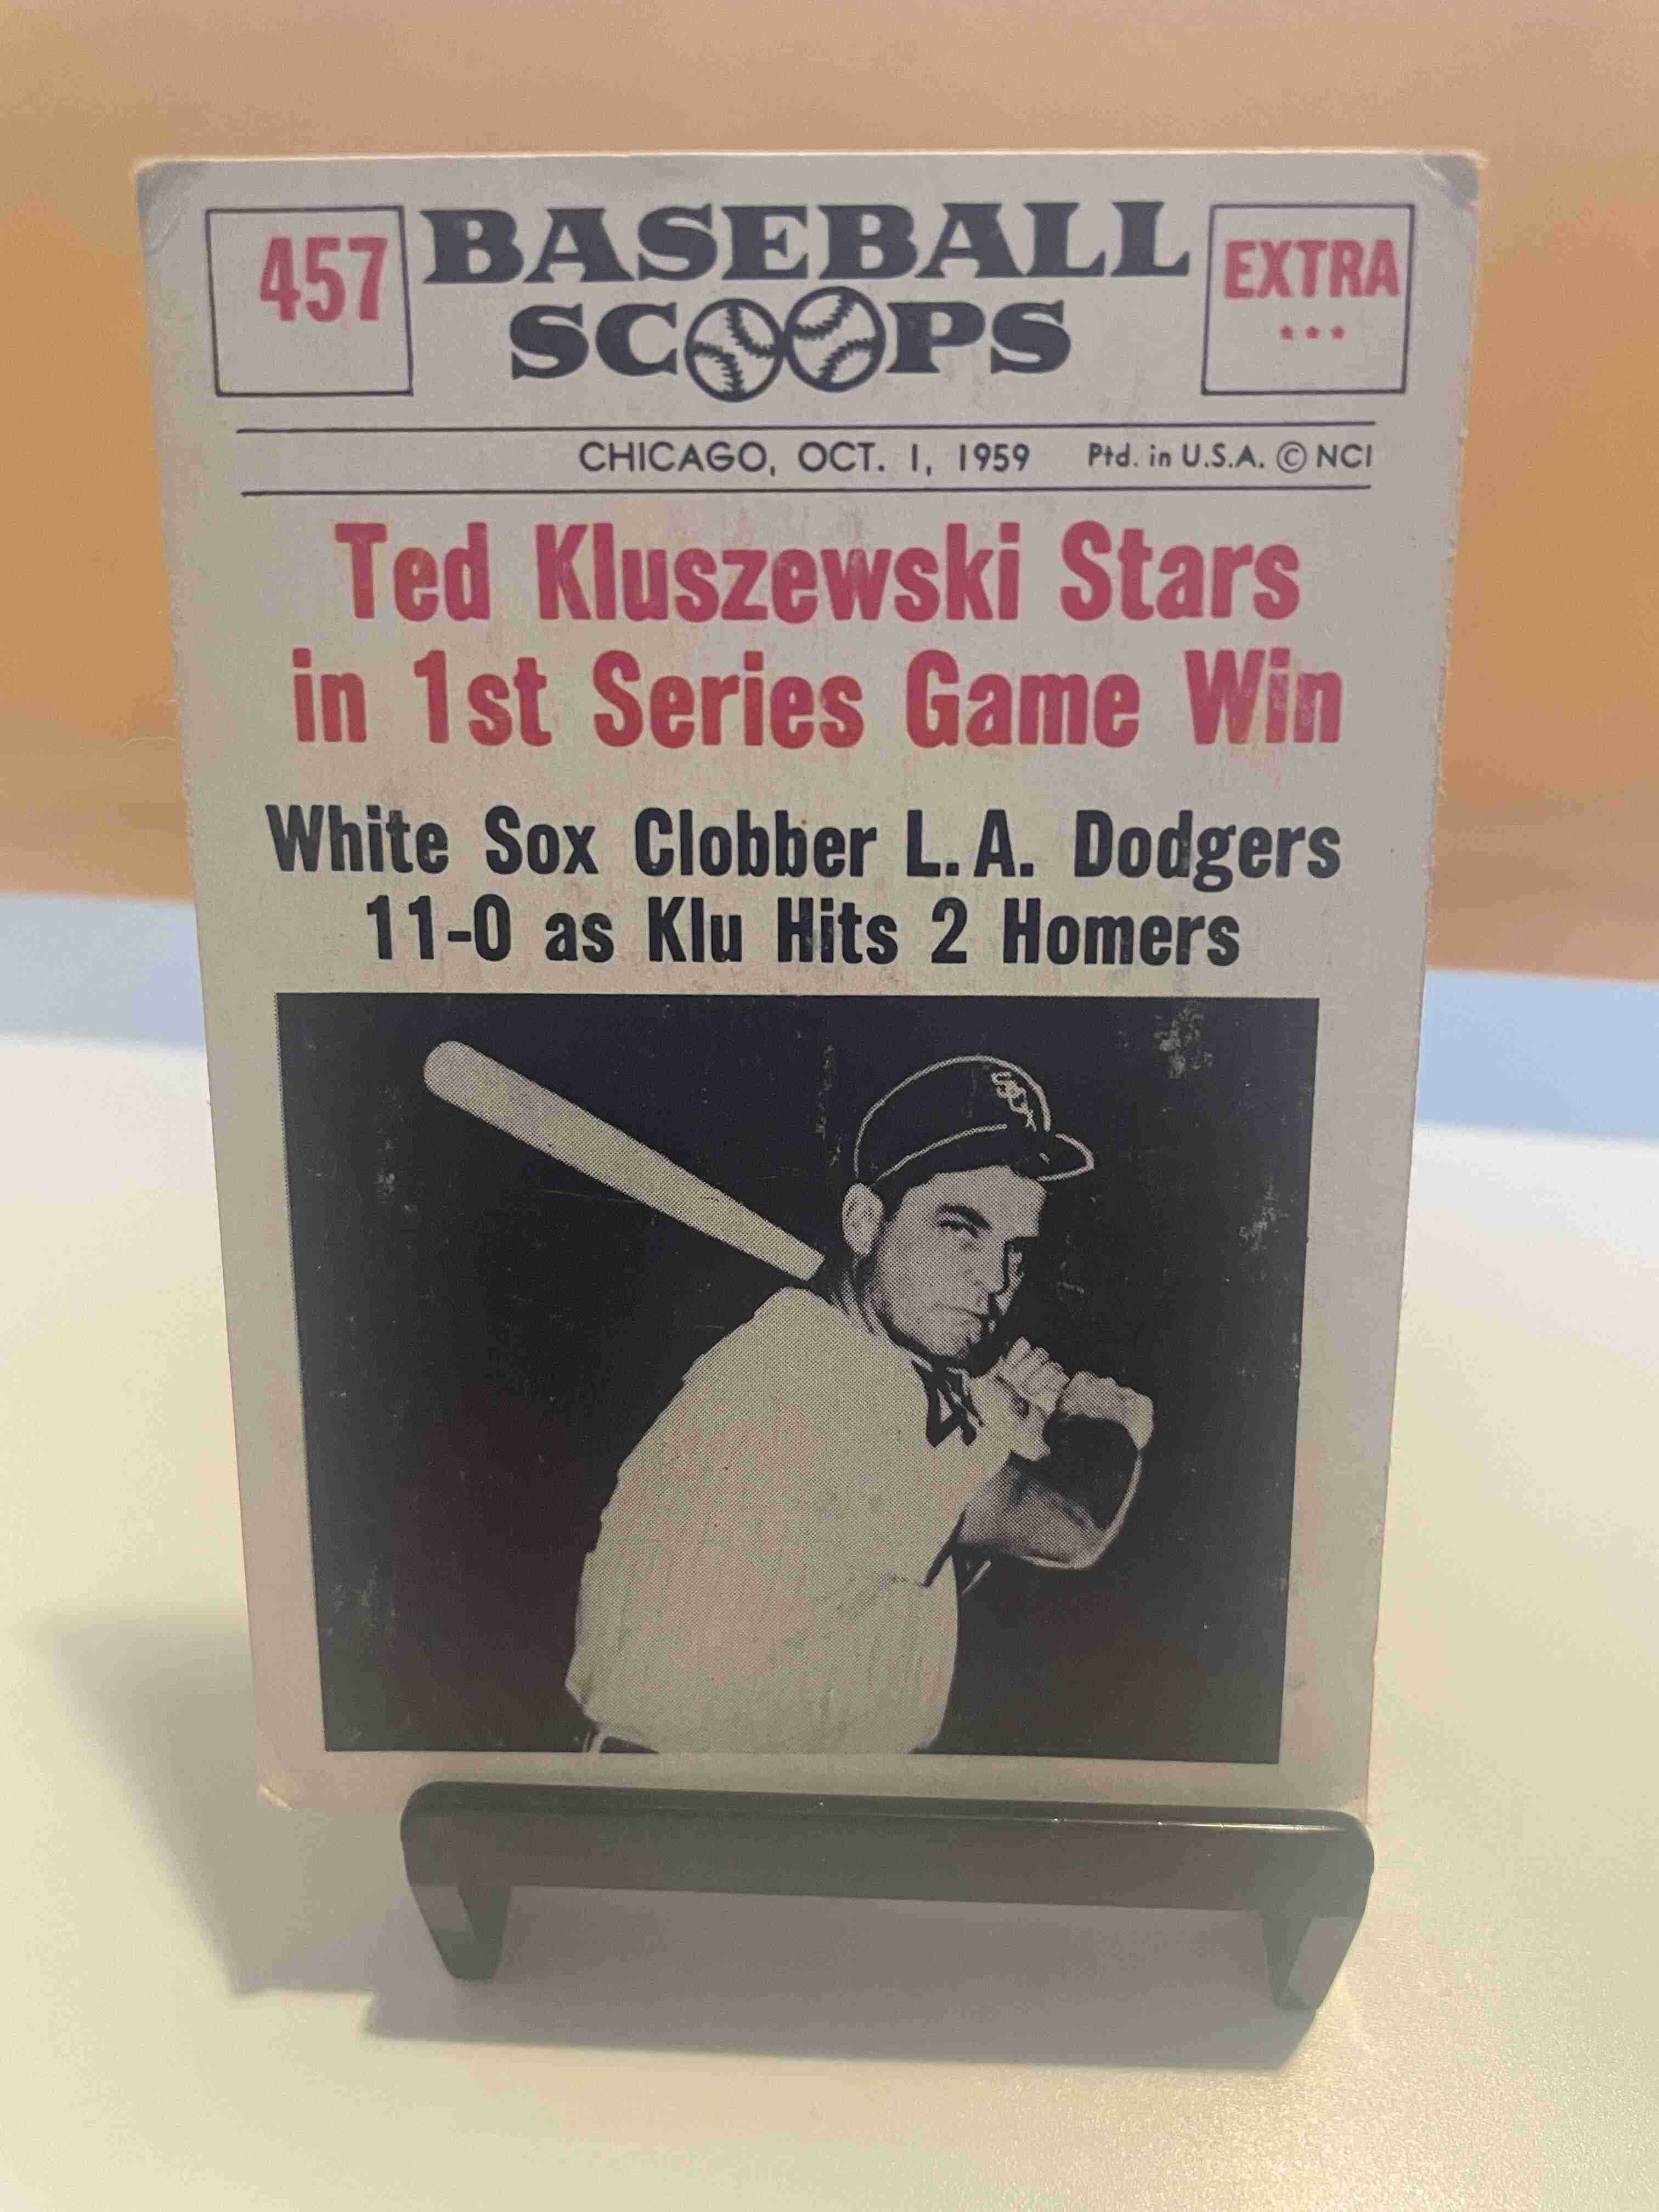 457
BASEBALL
SCOOPS
EXTRA
***
CHICAGO, OCT. 1, 1959 Ptd. in U.S.A. © NCI
Ted Kluszewski Stars
in 1st Series Game Win
White Sox Clobber L.A. Dodgers
11-0 as Klu Hits 2 Homers
SOX